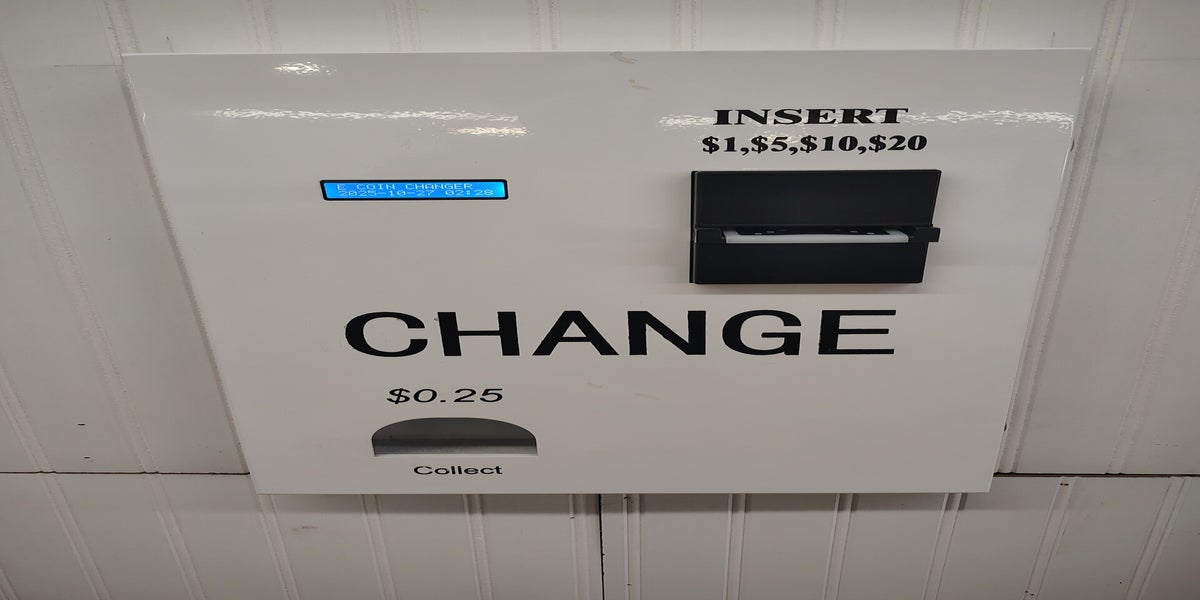 INSERT
$1,$5,$10,$20
E COIN CHANGER
2025-10-27 02:28
CHANGE
$0.25
Collect